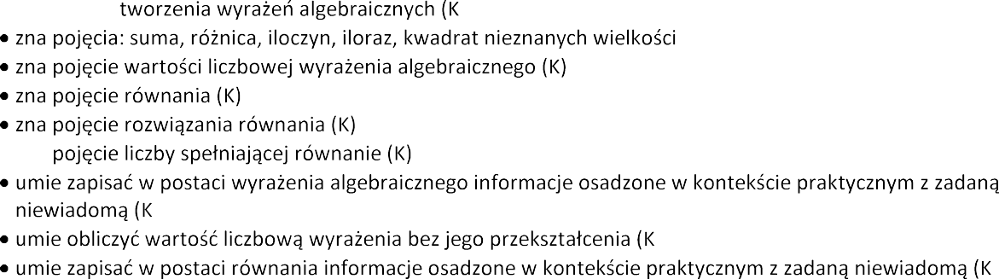 tworzenia wyrażeń algebraicznych (K
• zna pojęcia: suma, różnica, iloczyn, iloraz, kwadrat nieznanych wielkości
• zna pojęcie wartości liczbowej wyrażenia algebraicznego (K)
• zna pojęcie równania (K)
• zna pojęcie rozwiązania równania (K)
pojęcie liczby spełniającej równanie (K)
• umie zapisać w postaci wyrażenia algebraicznego informacje osadzone w kontekście praktycznym z zadaną
niewiadomą (K
• umie obliczyć wartość liczbową wyrażenia bez jego przekształcenia (K
• umie zapisać w postaci równania informacje osadzone w kontekście praktycznym z zadaną niewiadomą (K